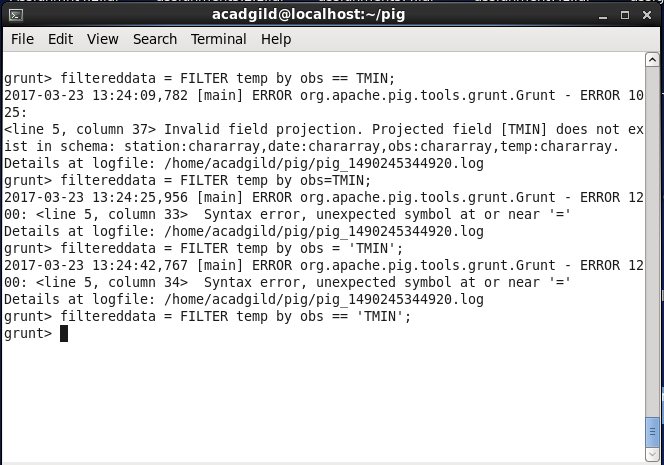 acadgild@localhost:~/pig
File Edit View Search Terminal Help
grunt> filtereddata = FILTER temp by obs == TMIN;
2017-03-23 13:24:09,782 [main] ERROR org.apache.pig.tools.grunt.Grunt - ERROR 10
25:
<line 5, column 37> Invalid field projection. Projected field [TMIN] does not ex
ist in schema: station:chararray,date:chararray,obs:chararray,temp:chararray.
Details at logfile: /home/acadgild/pig/pig_1490245344920.log
grunt> filtereddata = FILTER temp by obs=TMIN;
2017-03-23 13:24:25,956 [main] ERROR org.apache.pig.tools.grunt.Grunt - ERROR 12
00: <line 5, column 33>  Syntax error, unexpected symbol at or near '='
Details at logfile: /home/acadgild/pig/pig_1490245344920.log
grunt> filtereddata = FILTER temp by obs = 'TMIN';
2017-03-23 13:24:42,767 [main] ERROR org.apache.pig.tools.grunt.Grunt - ERROR 12
00: <line 5, column 34>  Syntax error, unexpected symbol at or near '='
Details at logfile: /home/acadgild/pig/pig_1490245344920.log
grunt> filtereddata = FILTER temp by obs == 'TMIN';
grunt>